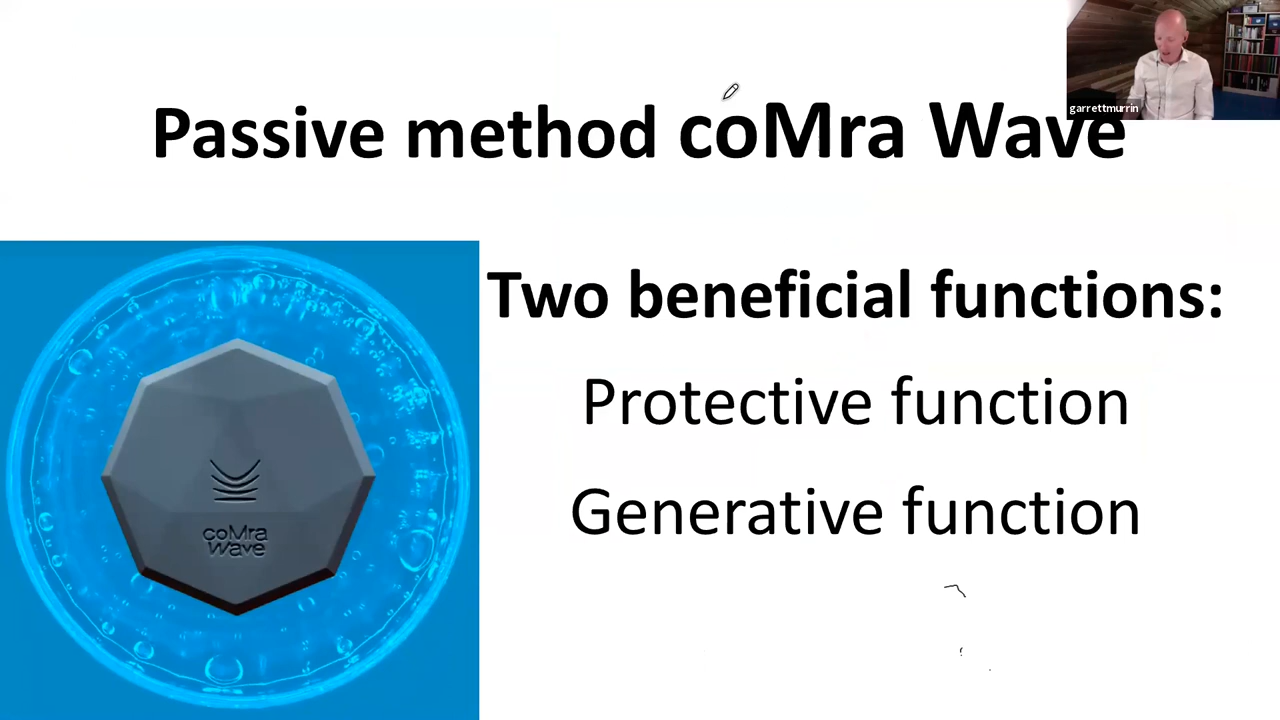 garrettmurrin
Passive method coMra Wave
Two beneficial functions:
Protective function
Generative function
coMra
Wave